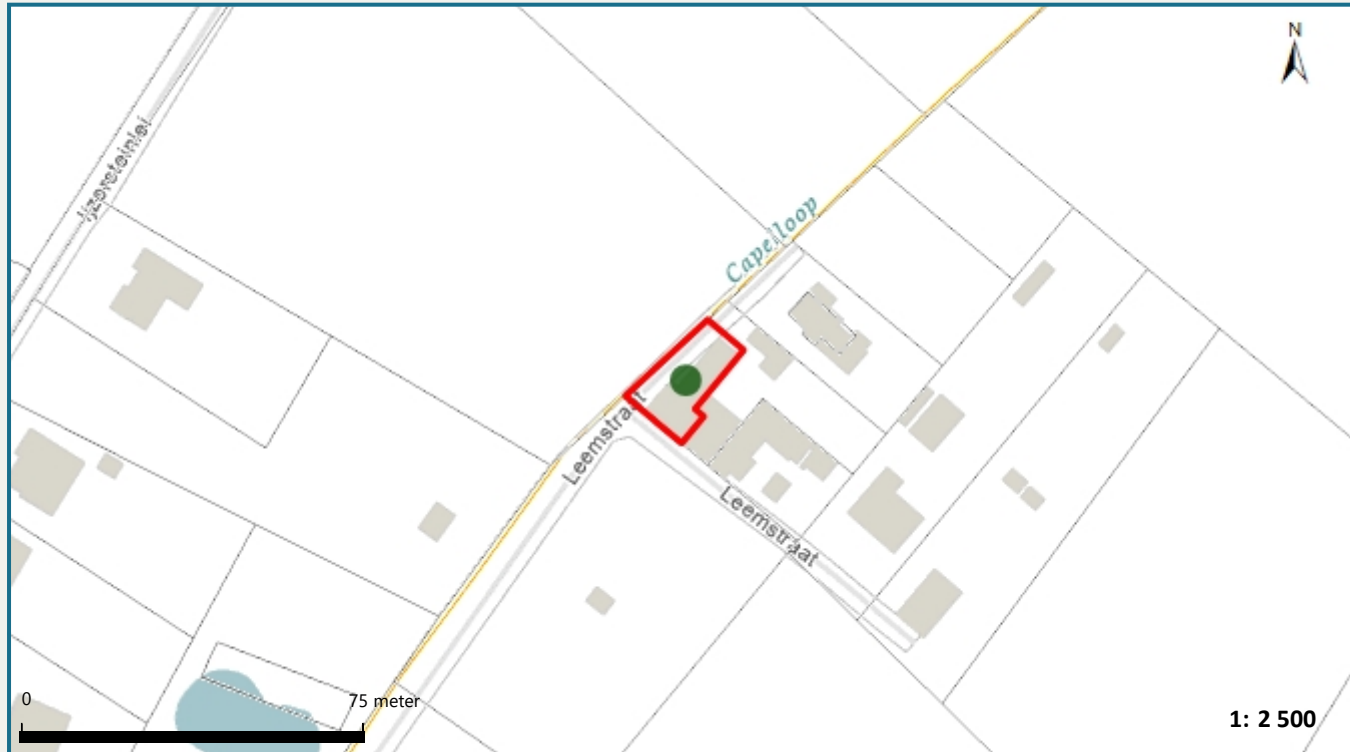 N
Ijzersteinlei
Capelloop
Leemstraat
Leemstraat
0
75 meter
1: 2 500